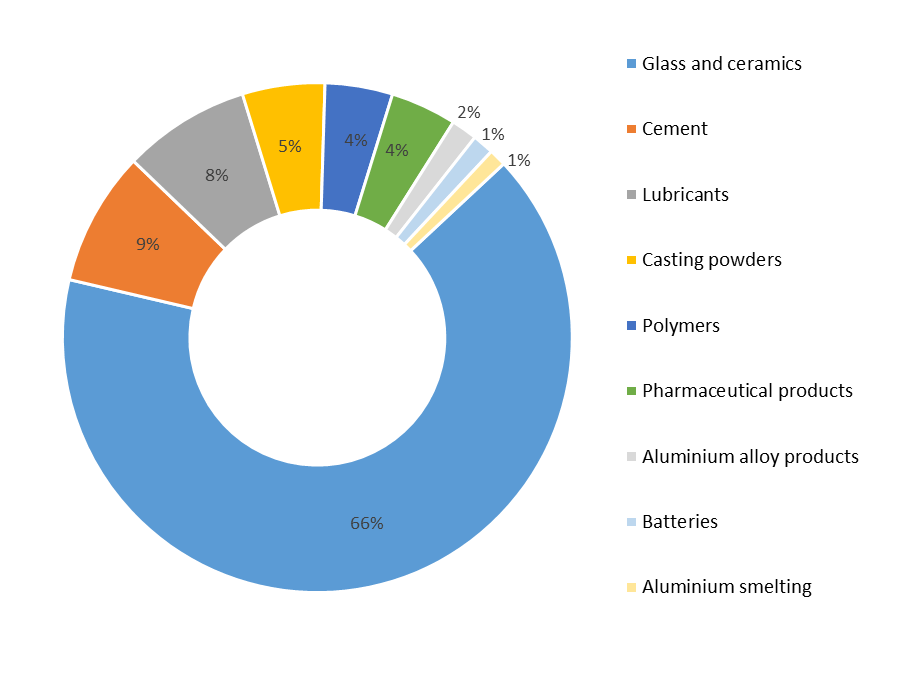 66%
9%
8%
5%
4%
4%
2%
1%
1%
Glass and ceramics
Cement
Lubricants
Casting powders
Polymers
Pharmaceutical products
Aluminium alloy products
Batteries
Aluminium smelting